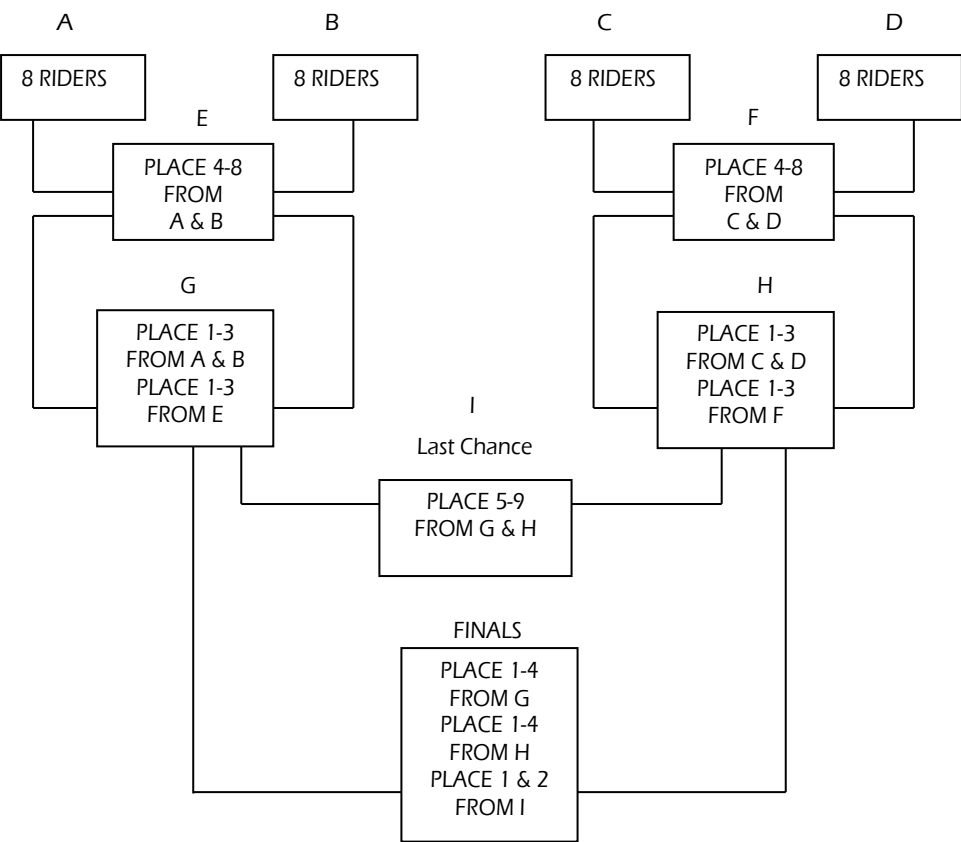 A
B
C
D
8 RIDERS
8 RIDERS
8 RIDERS
8 RIDERS
E
F
PLACE 4-8
FROM
A & B
PLACE 4-8
FROM
C & D
G
H
PLACE 1-3
FROM A & B
PLACE 1-3
FROM E
PLACE 1-3
FROM C & D
PLACE 1-3
FROM F
I
Last Chance
PLACE 5-9
FROM G & H
FINALS
PLACE 1-4
FROM G
PLACE 1-4
FROM H
PLACE 1 & 2
FROM I